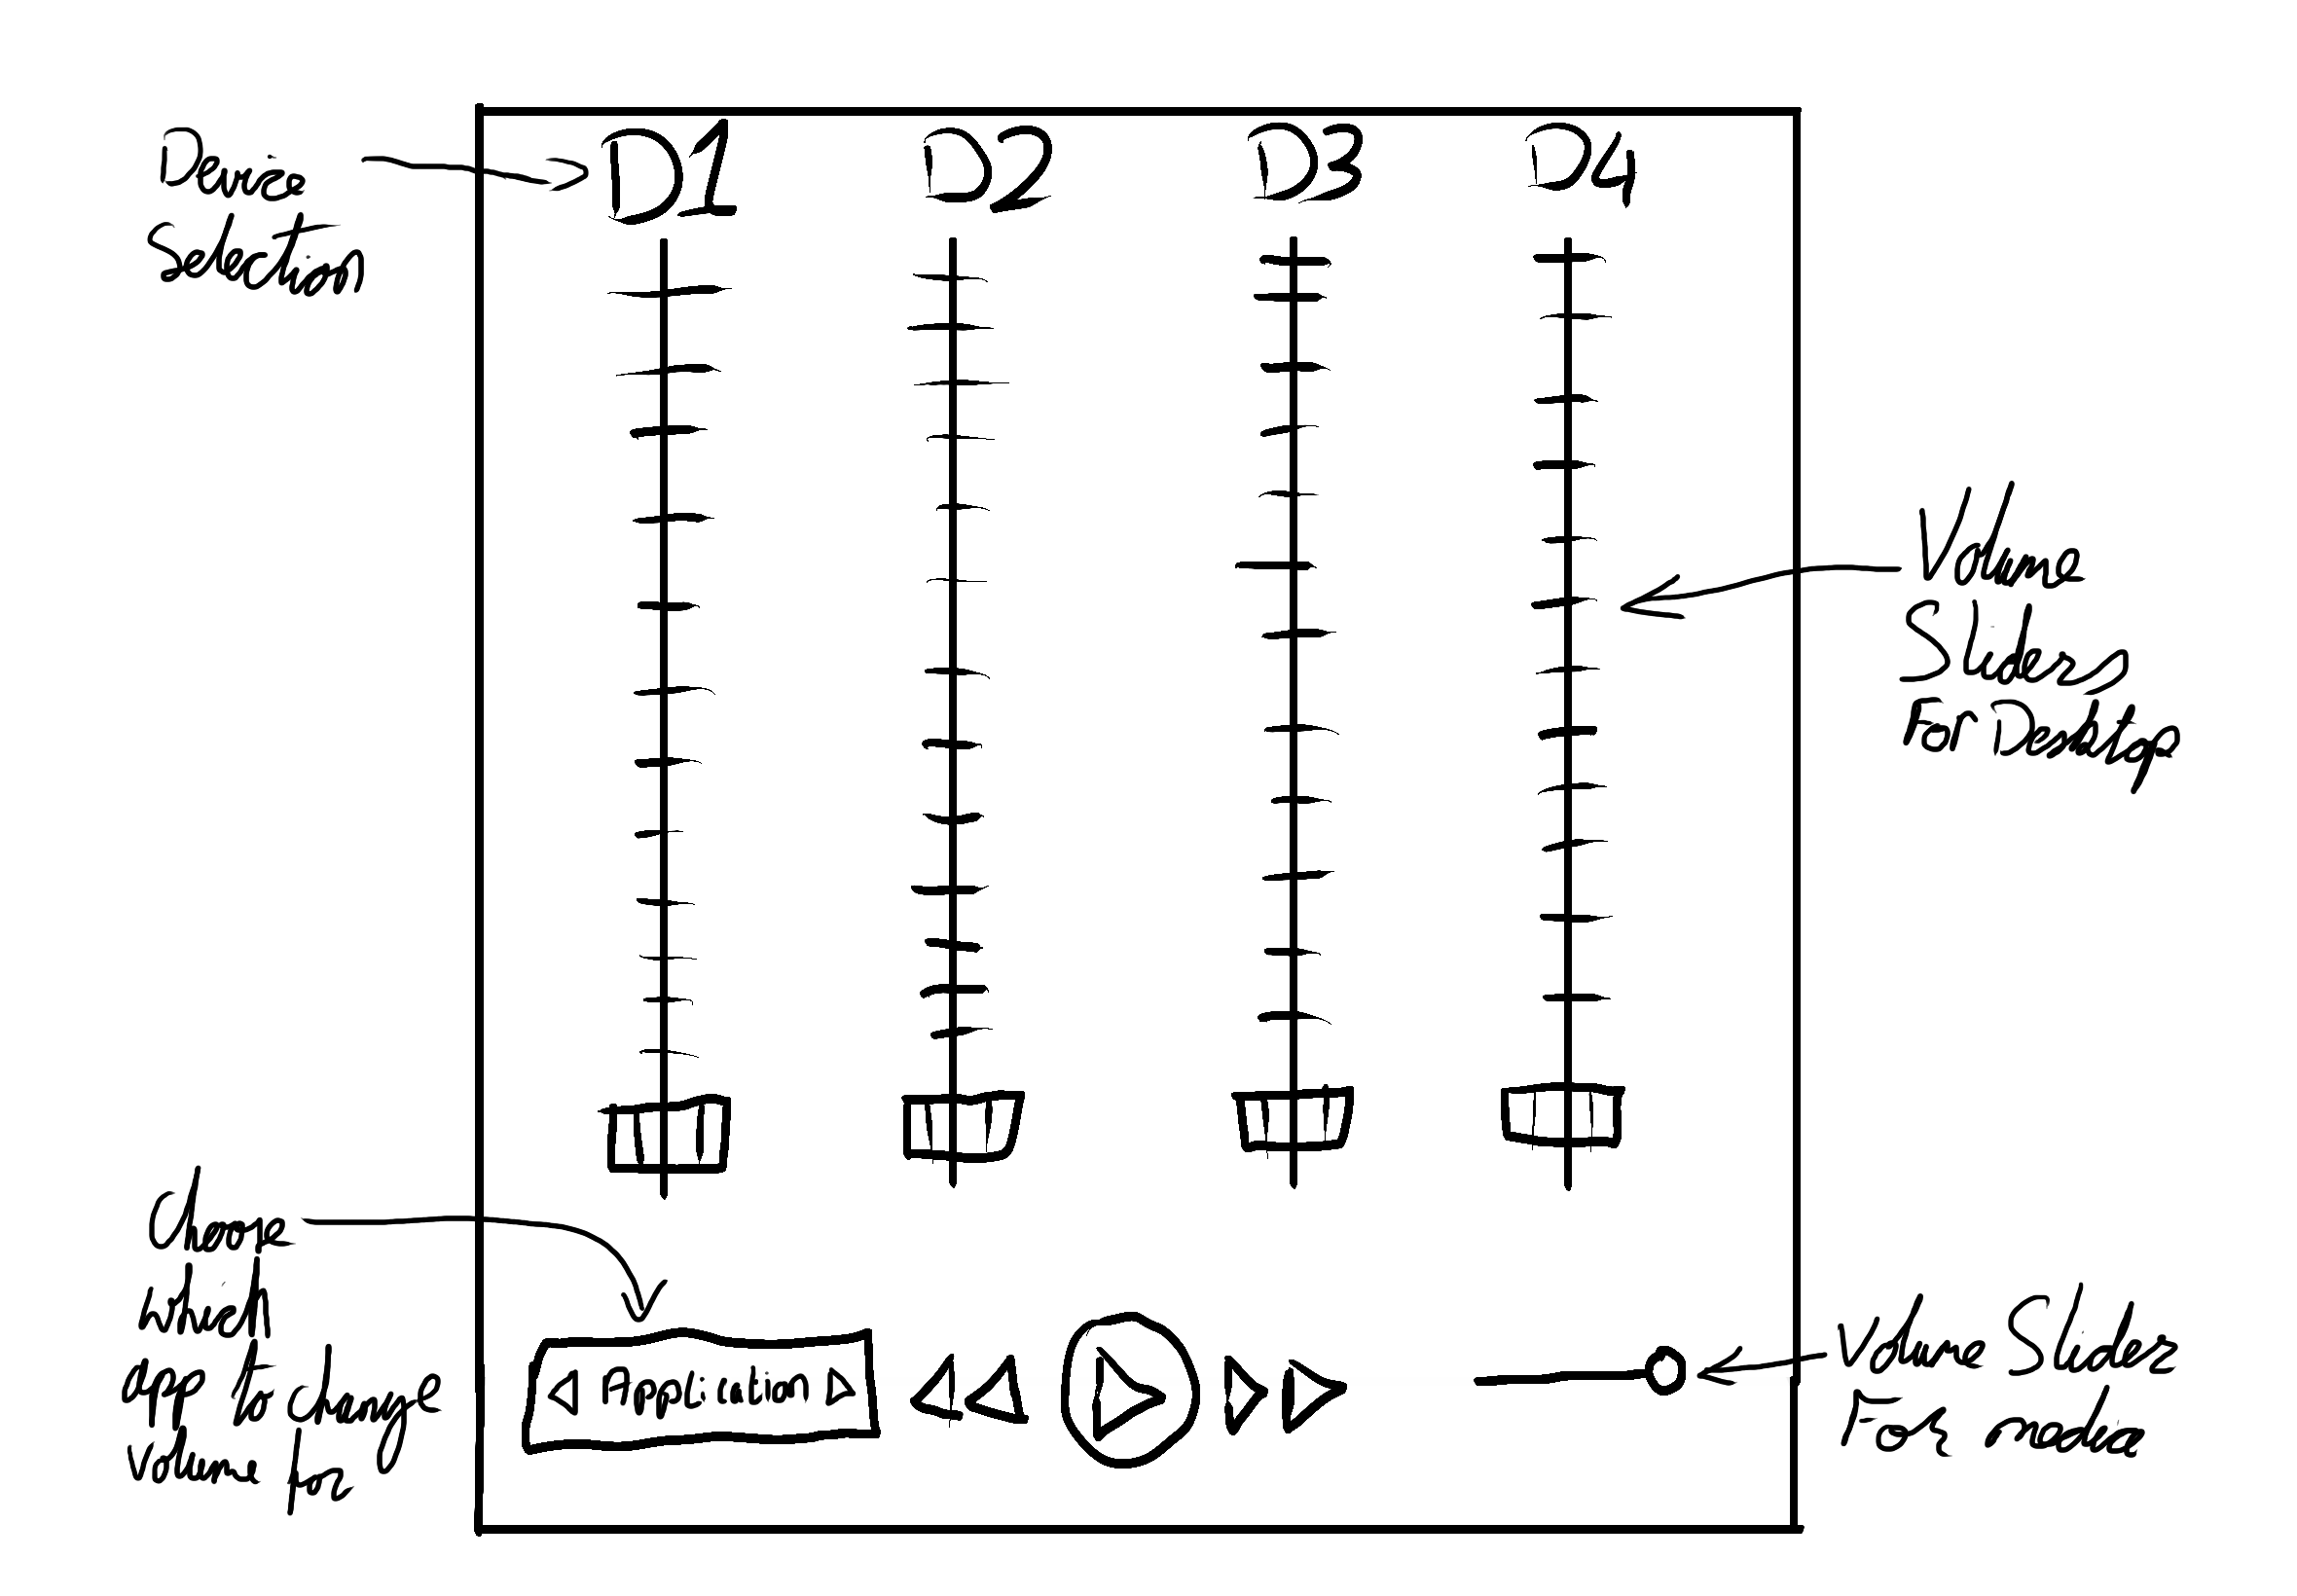 Device
Selection
D1 D2 D3 D4
Volume
Sliders
For Desktop
Choose
which
app to change
volume for
Application
Volume Slider
For media